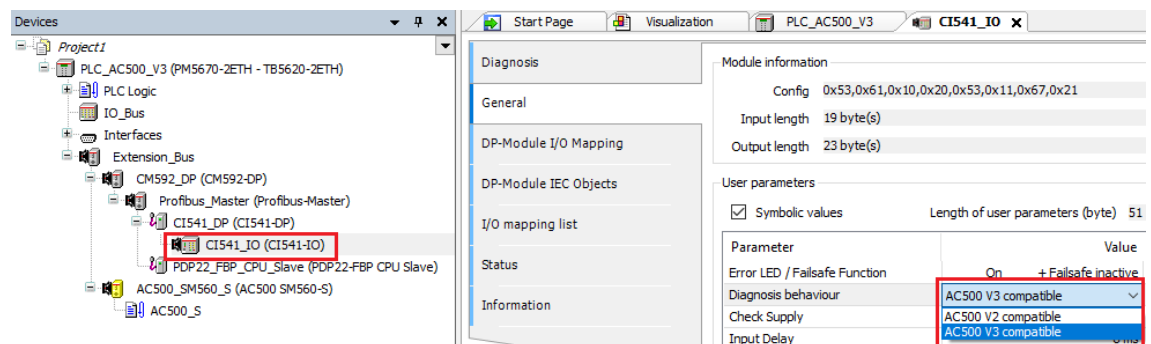 Devices
Project1
PLC_AC500_V3 (PM5670-2ETH - TB5620-2ETH)
PLC Logic
IO_Bus
Interfaces
Extension_Bus
CM592_DP (CM592-DP)
Profibus_Master (Profibus-Master)
CI541_DP (CI541-DP)
CI541_IO (CI541-IO)
PDP22_FBP_CPU_Slave (PDP22-FBP CPU Slave)
AC500_SM560_S (AC500 SM560-S)
AC500_S
Start Page Visualization PLC_AC500_V3 CI541_IO X
Diagnosis
General
DP-Module I/O Mapping
DP-Module IEC Objects
I/O mapping list
Status
Information
Module information
Config 0x53,0x61,0x10,0x20,0x53,0x11,0x67,0x21
Input length 19 byte(s)
Output length 23 byte(s)
User parameters
Symbolic values Length of user parameters (byte) 51
Parameter Value
Error LED / Failsafe Function On + Failsafe inactive
Diagnosis behaviour AC500 V3 compatible
Check Supply AC500 V2 compatible
AC500 V3 compatible
Input Delay